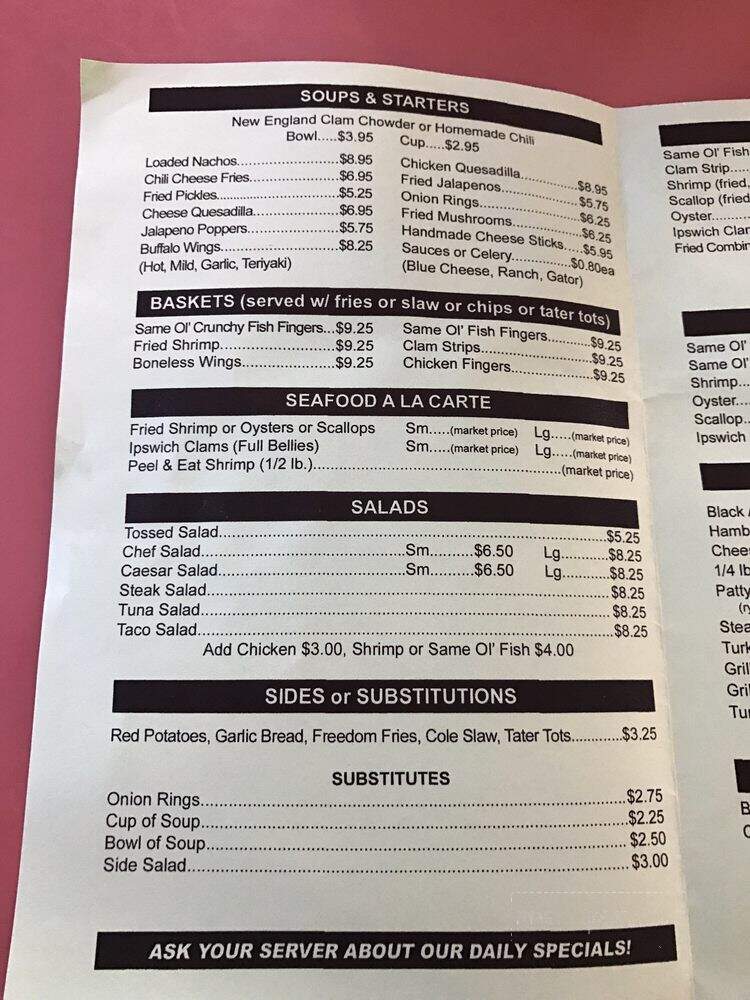 SOUPS & STARTERS
New England Clam Chowder or Homemade Chili
Bowl.....$3.95 Cup.....$2.95
Loaded Nachos........................$8.95
Chili Cheese Fries.....................$6.95
Fried Pickles..............................$5.25
Cheese Quesadilla....................$6.95
Jalapeno Poppers.....................$5.75
Buffalo Wings............................$8.25
(Hot, Mild, Garlic, Teriyaki)
Chicken Quesadilla.............$8.95
Fried Jalapenos..................$5.75
Onion Rings.......................$6.25
Fried Mushrooms................$6.25
Handmade Cheese Sticks.....$5.95
Sauces or Celery..............$0.80ea
(Blue Cheese, Ranch, Gator)
BASKETS (served w/ fries or slaw or chips or tater tots)
Same Ol' Crunchy Fish Fingers...$9.25
Fried Shrimp............................$9.25
Boneless Wings.......................$9.25
Same Ol' Fish Fingers...........$9.25
Clam Strips...........................$9.25
Chicken Fingers.....................$9.25
SEAFOOD A LA CARTE
Fried Shrimp or Oysters or Scallops Sm.....(market price) Lg.....(market price)
Ipswich Clams (Full Bellies) Sm.....(market price) Lg.....(market price)
Peel & Eat Shrimp (1/2 lb.)..........................................................(market price)
SALADS
Tossed Salad.........................................................................................$5.25
Chef Salad..............................................Sm..........$6.50 Lg...........$8.25
Caesar Salad..........................................Sm..........$6.50 Lg...........$8.25
Steak Salad...........................................................................................$8.25
Tuna Salad............................................................................................$8.25
Taco Salad............................................................................................$8.25
Add Chicken $3.00, Shrimp or Same Ol' Fish $4.00
SIDES or SUBSTITUTIONS
Red Potatoes, Garlic Bread, Freedom Fries, Cole Slaw, Tater Tots............$3.25
SUBSTITUTES
Onion Rings.............................................................................................$2.75
Cup of Soup.............................................................................................$2.25
Bowl of Soup............................................................................................$2.50
Side Salad................................................................................................$3.00
ASK YOUR SERVER ABOUT OUR DAILY SPECIALS!
Same Ol' Fish
Clam Strip.....
Shrimp (fried,
Scallop (fried
Oyster.........
Ipswich Clam
Fried Combin
Same Ol'
Same Ol'
Shrimp...
Oyster....
Scallop..
Ipswich
Black
Hamb
Chee
1/4 lb
Patty
Stea
Turk
Gril
Gril
Tu